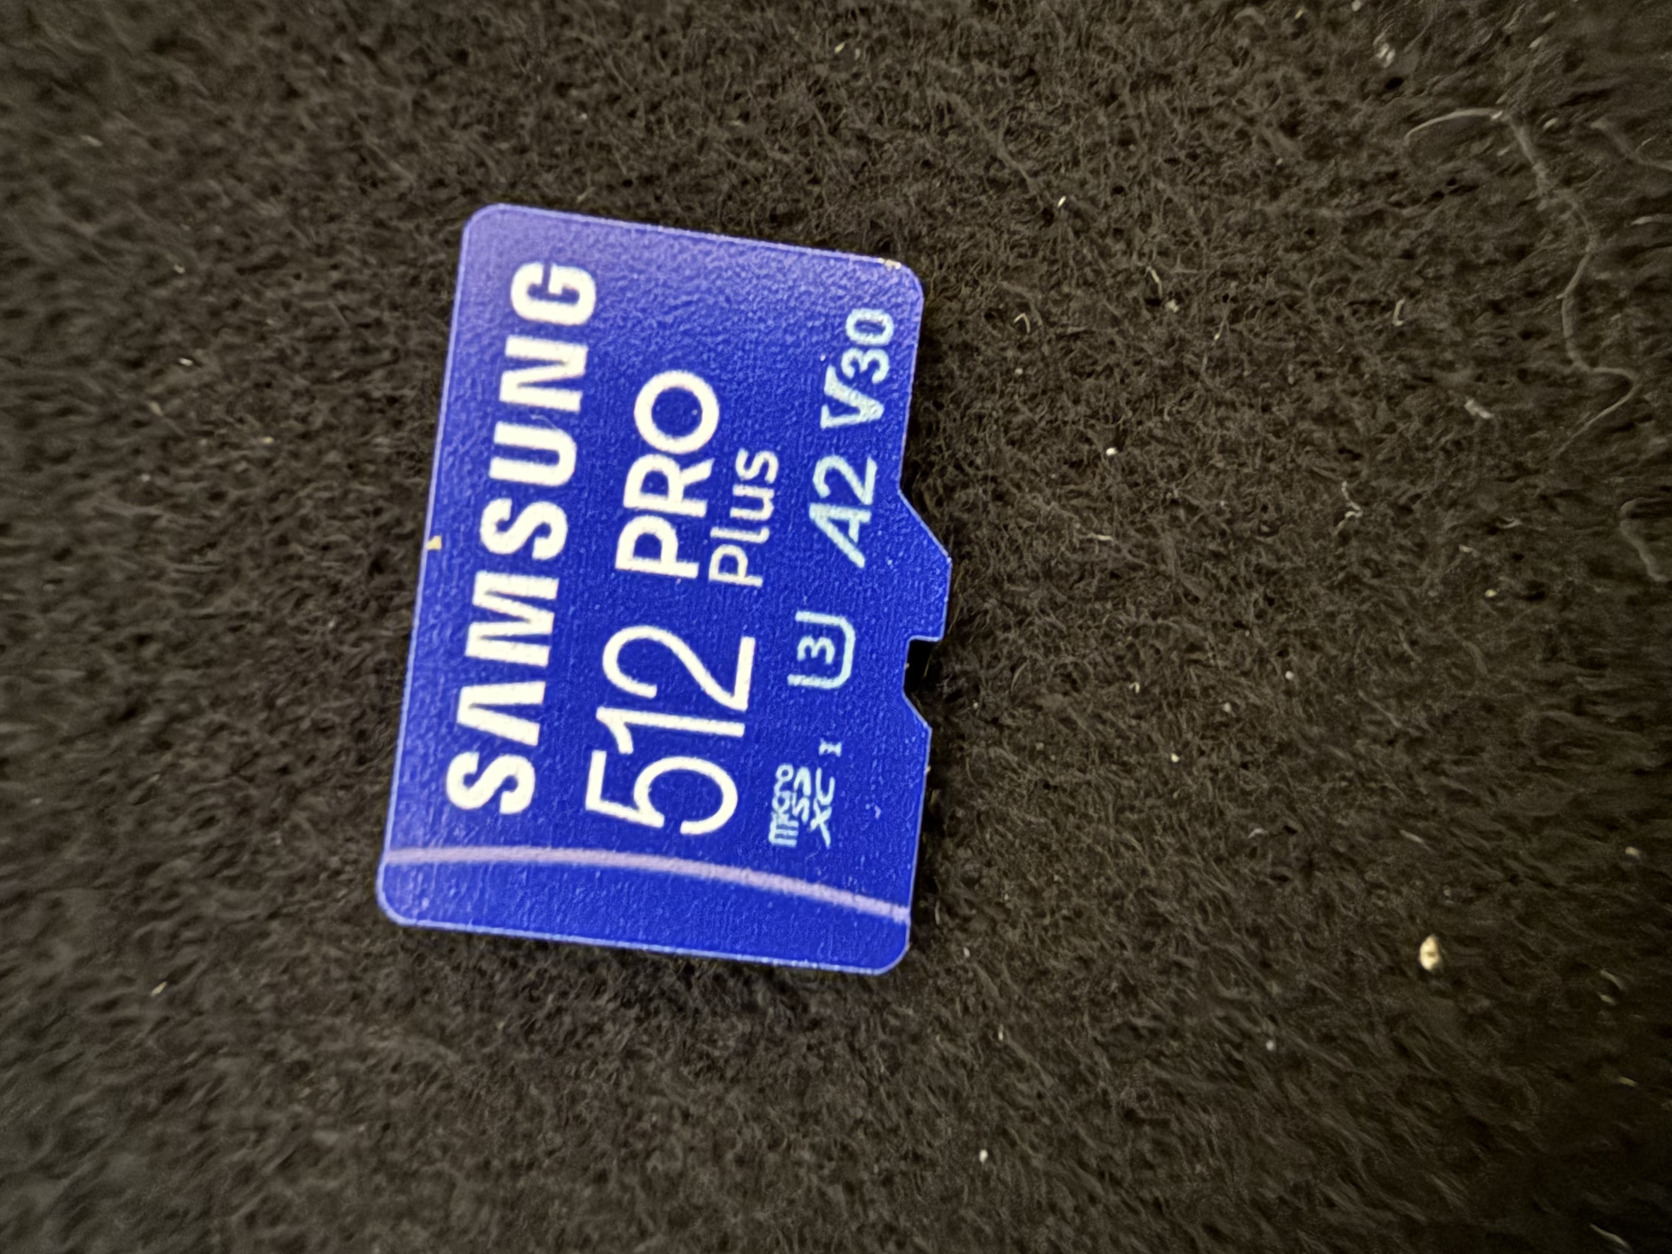 SAMSUNG
512 PRO
Plus
micro
SD
XC I U3 A2 V30